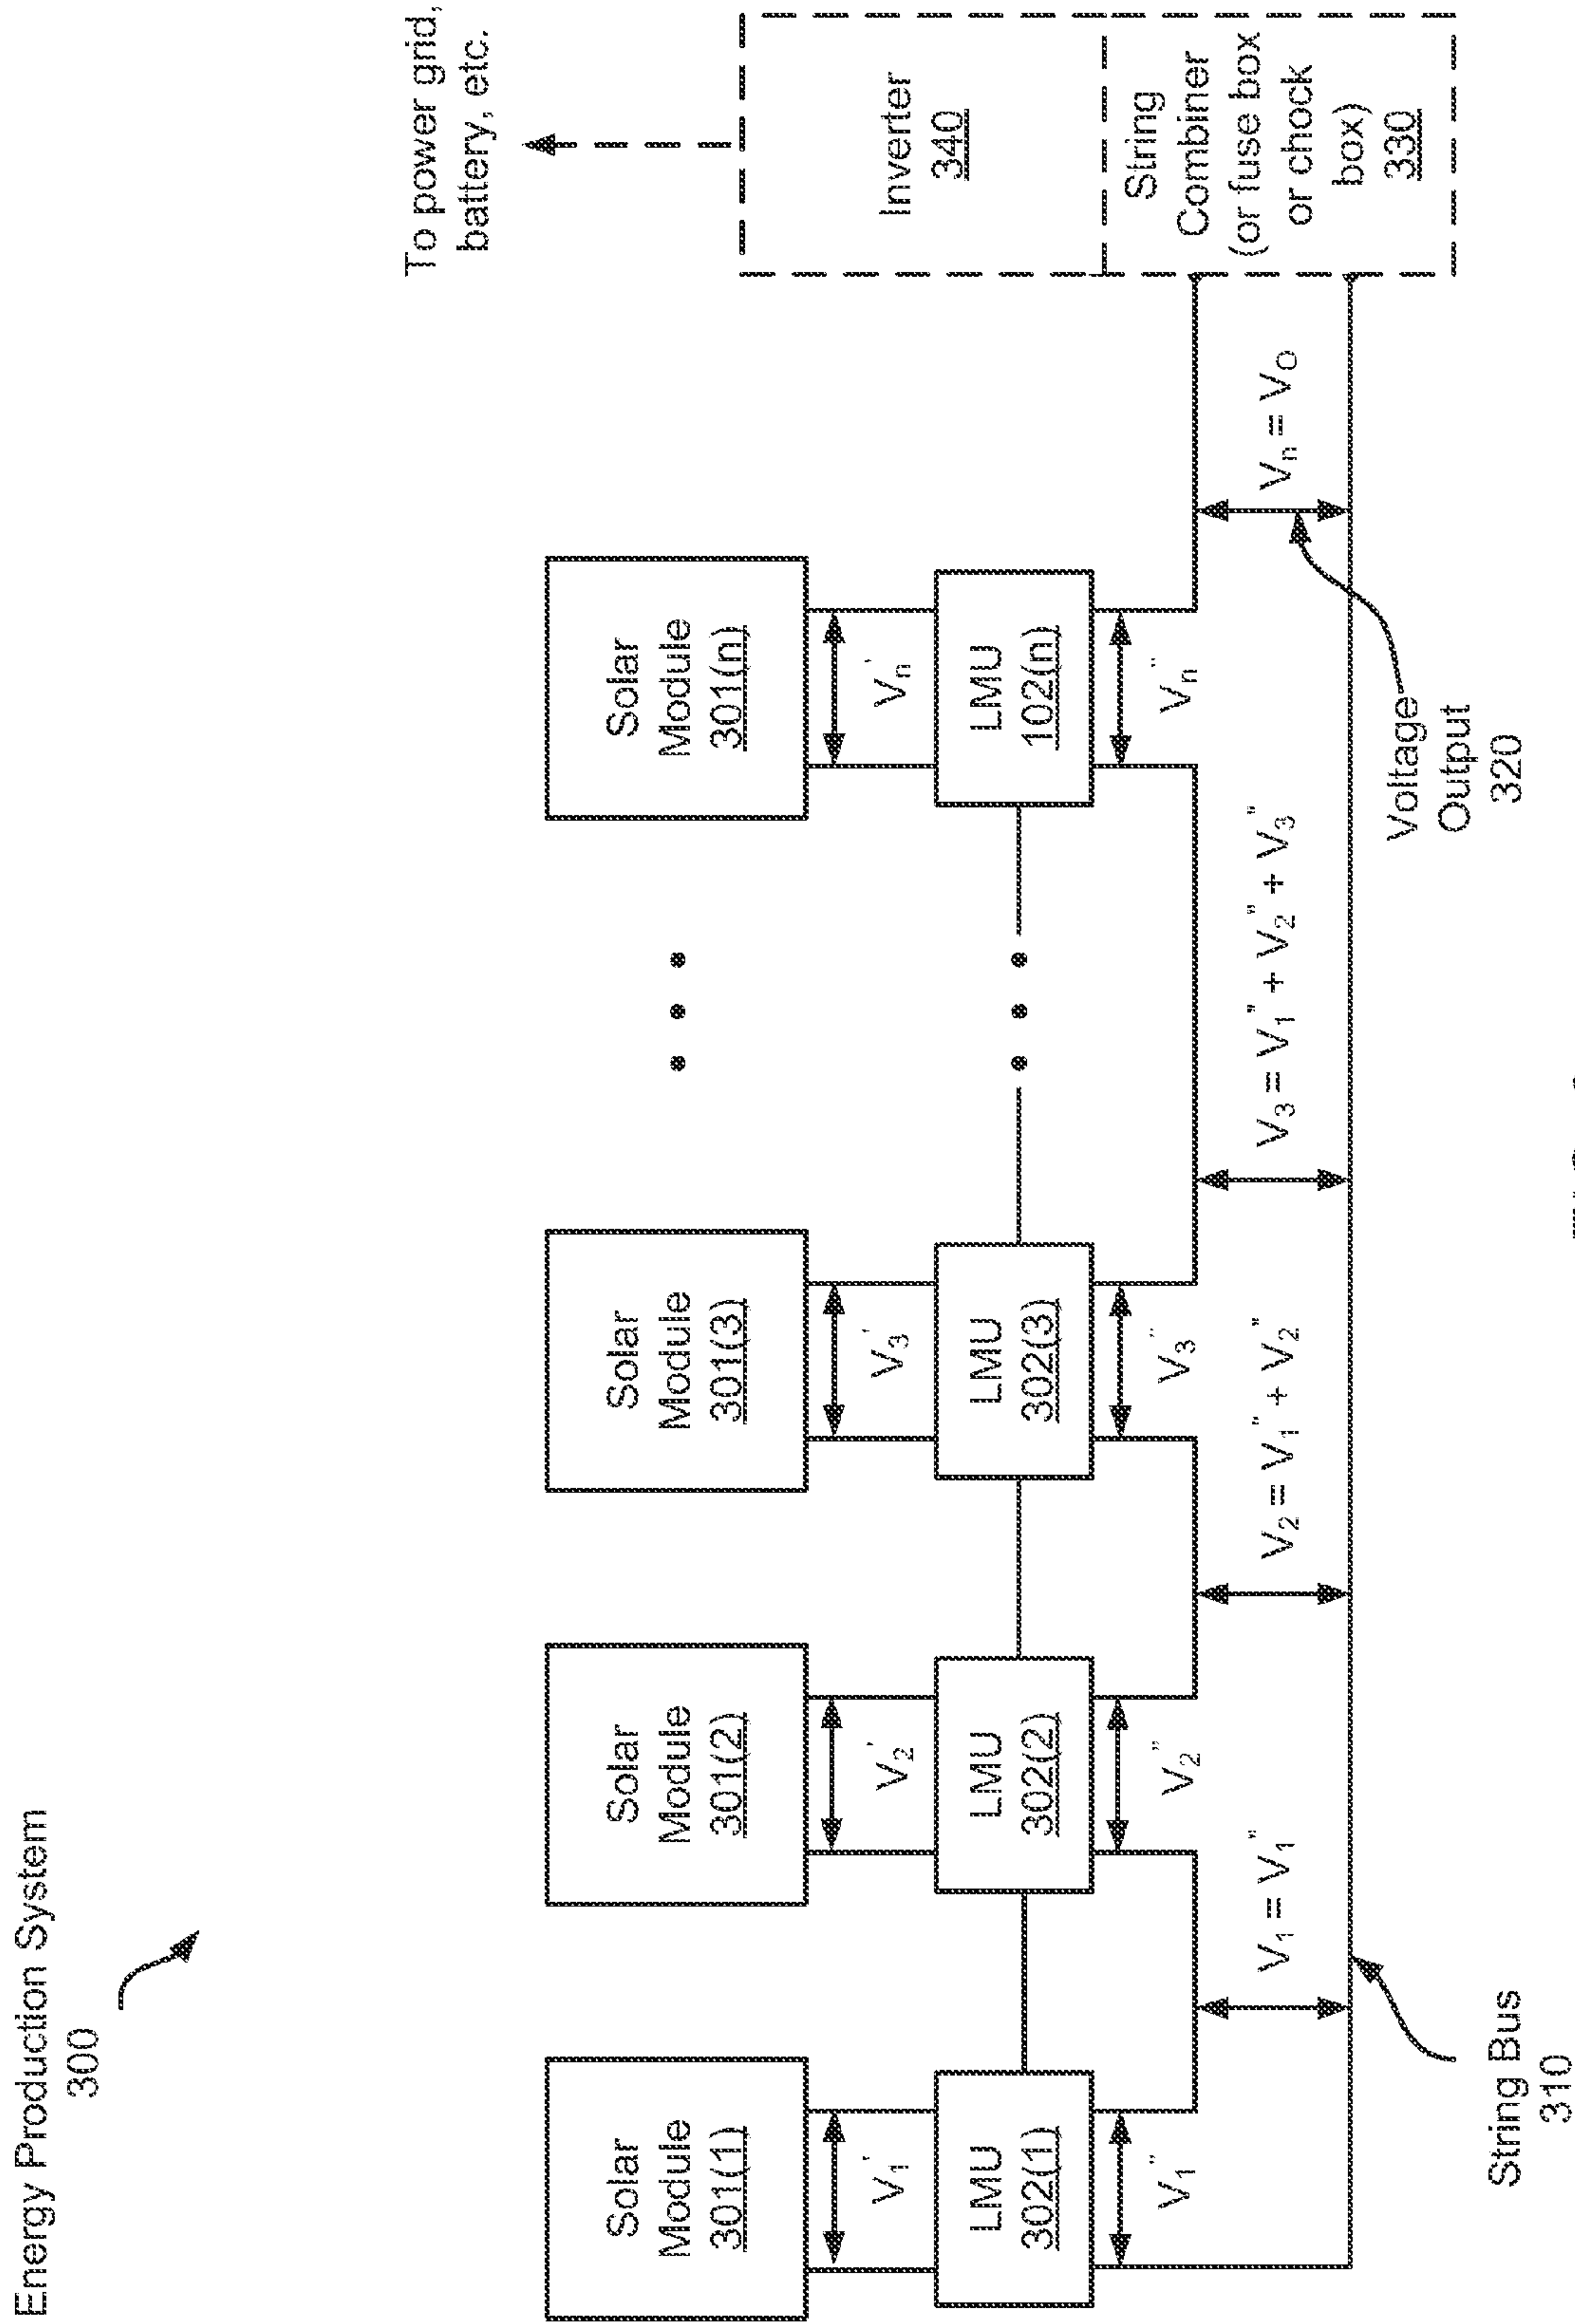 Energy Production System
300
To power grid,
battery, etc.
Solar
Module
301(1)
Solar
Module
301(2)
Solar
Module
301(3)
Solar
Module
301(n)
Inverter
340
V1'
V2'
V3'
Vn'
LMU
302(1)
LMU
302(2)
LMU
302(3)
LMU
102(n)
String
Combiner
(or fuse box
or chock
box)
330
V1"
V2"
V3"
Vn"
V1 = V1"
V2 = V1" + V2"
V3 = V1" + V2" + V3"
Vn = VO
String Bus
310
Voltage
Output
320